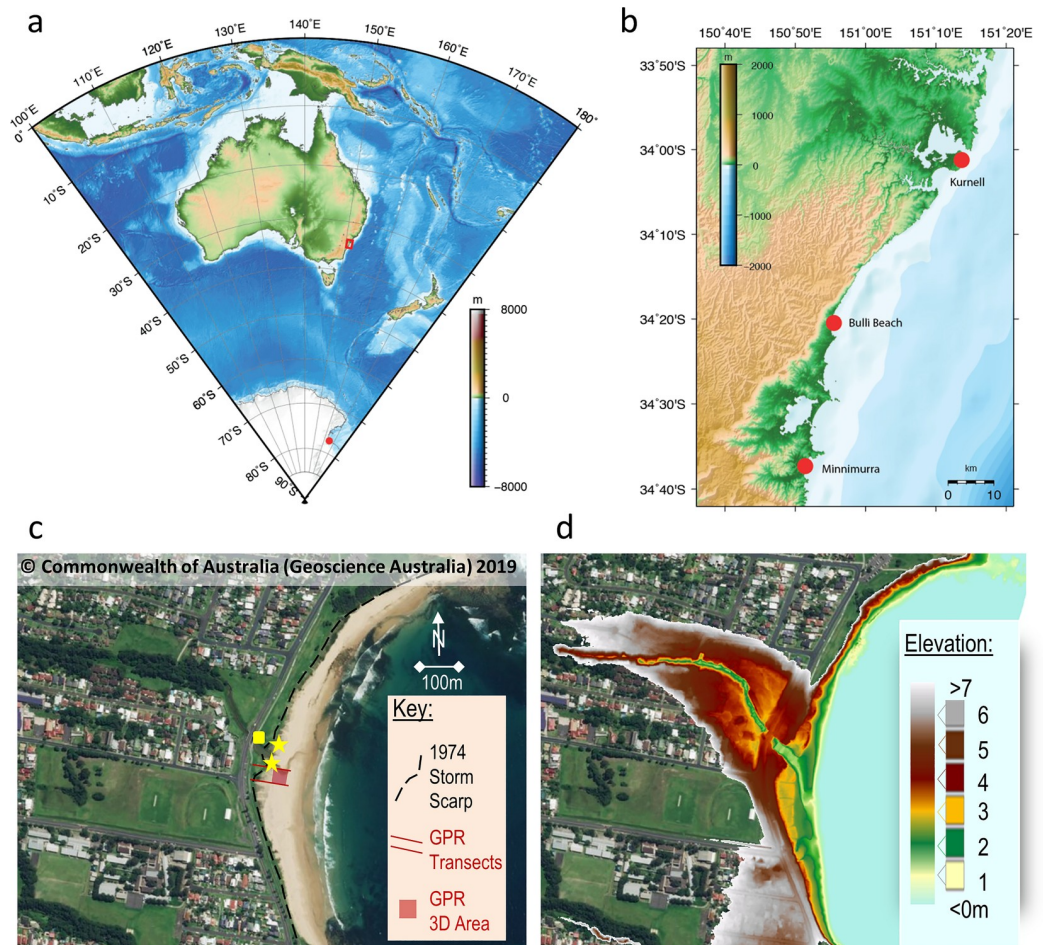 a
100˚E
110˚E
120˚E
130˚E
140˚E
150˚E
160˚E
170˚E
180˚
0˚
10˚S
20˚S
30˚S
40˚S
50˚S
60˚S
70˚S
80˚S
90˚S
m
8000
0
−8000
b
150˚40'E 150˚50'E 151˚00'E 151˚10'E 151˚20'E
33˚50'S
34˚00'S
34˚10'S
34˚20'S
34˚30'S
34˚40'S
m
2000
1000
0
−1000
−2000
Kurnell
Bulli Beach
Minnimurra
km
0 10
c
© Commonwealth of Australia (Geoscience Australia) 2019
N
100m
Key:
1974
Storm
Scarp
GPR
Transects
GPR
3D Area
d
Elevation:
>7
6
5
4
3
2
1
<0m